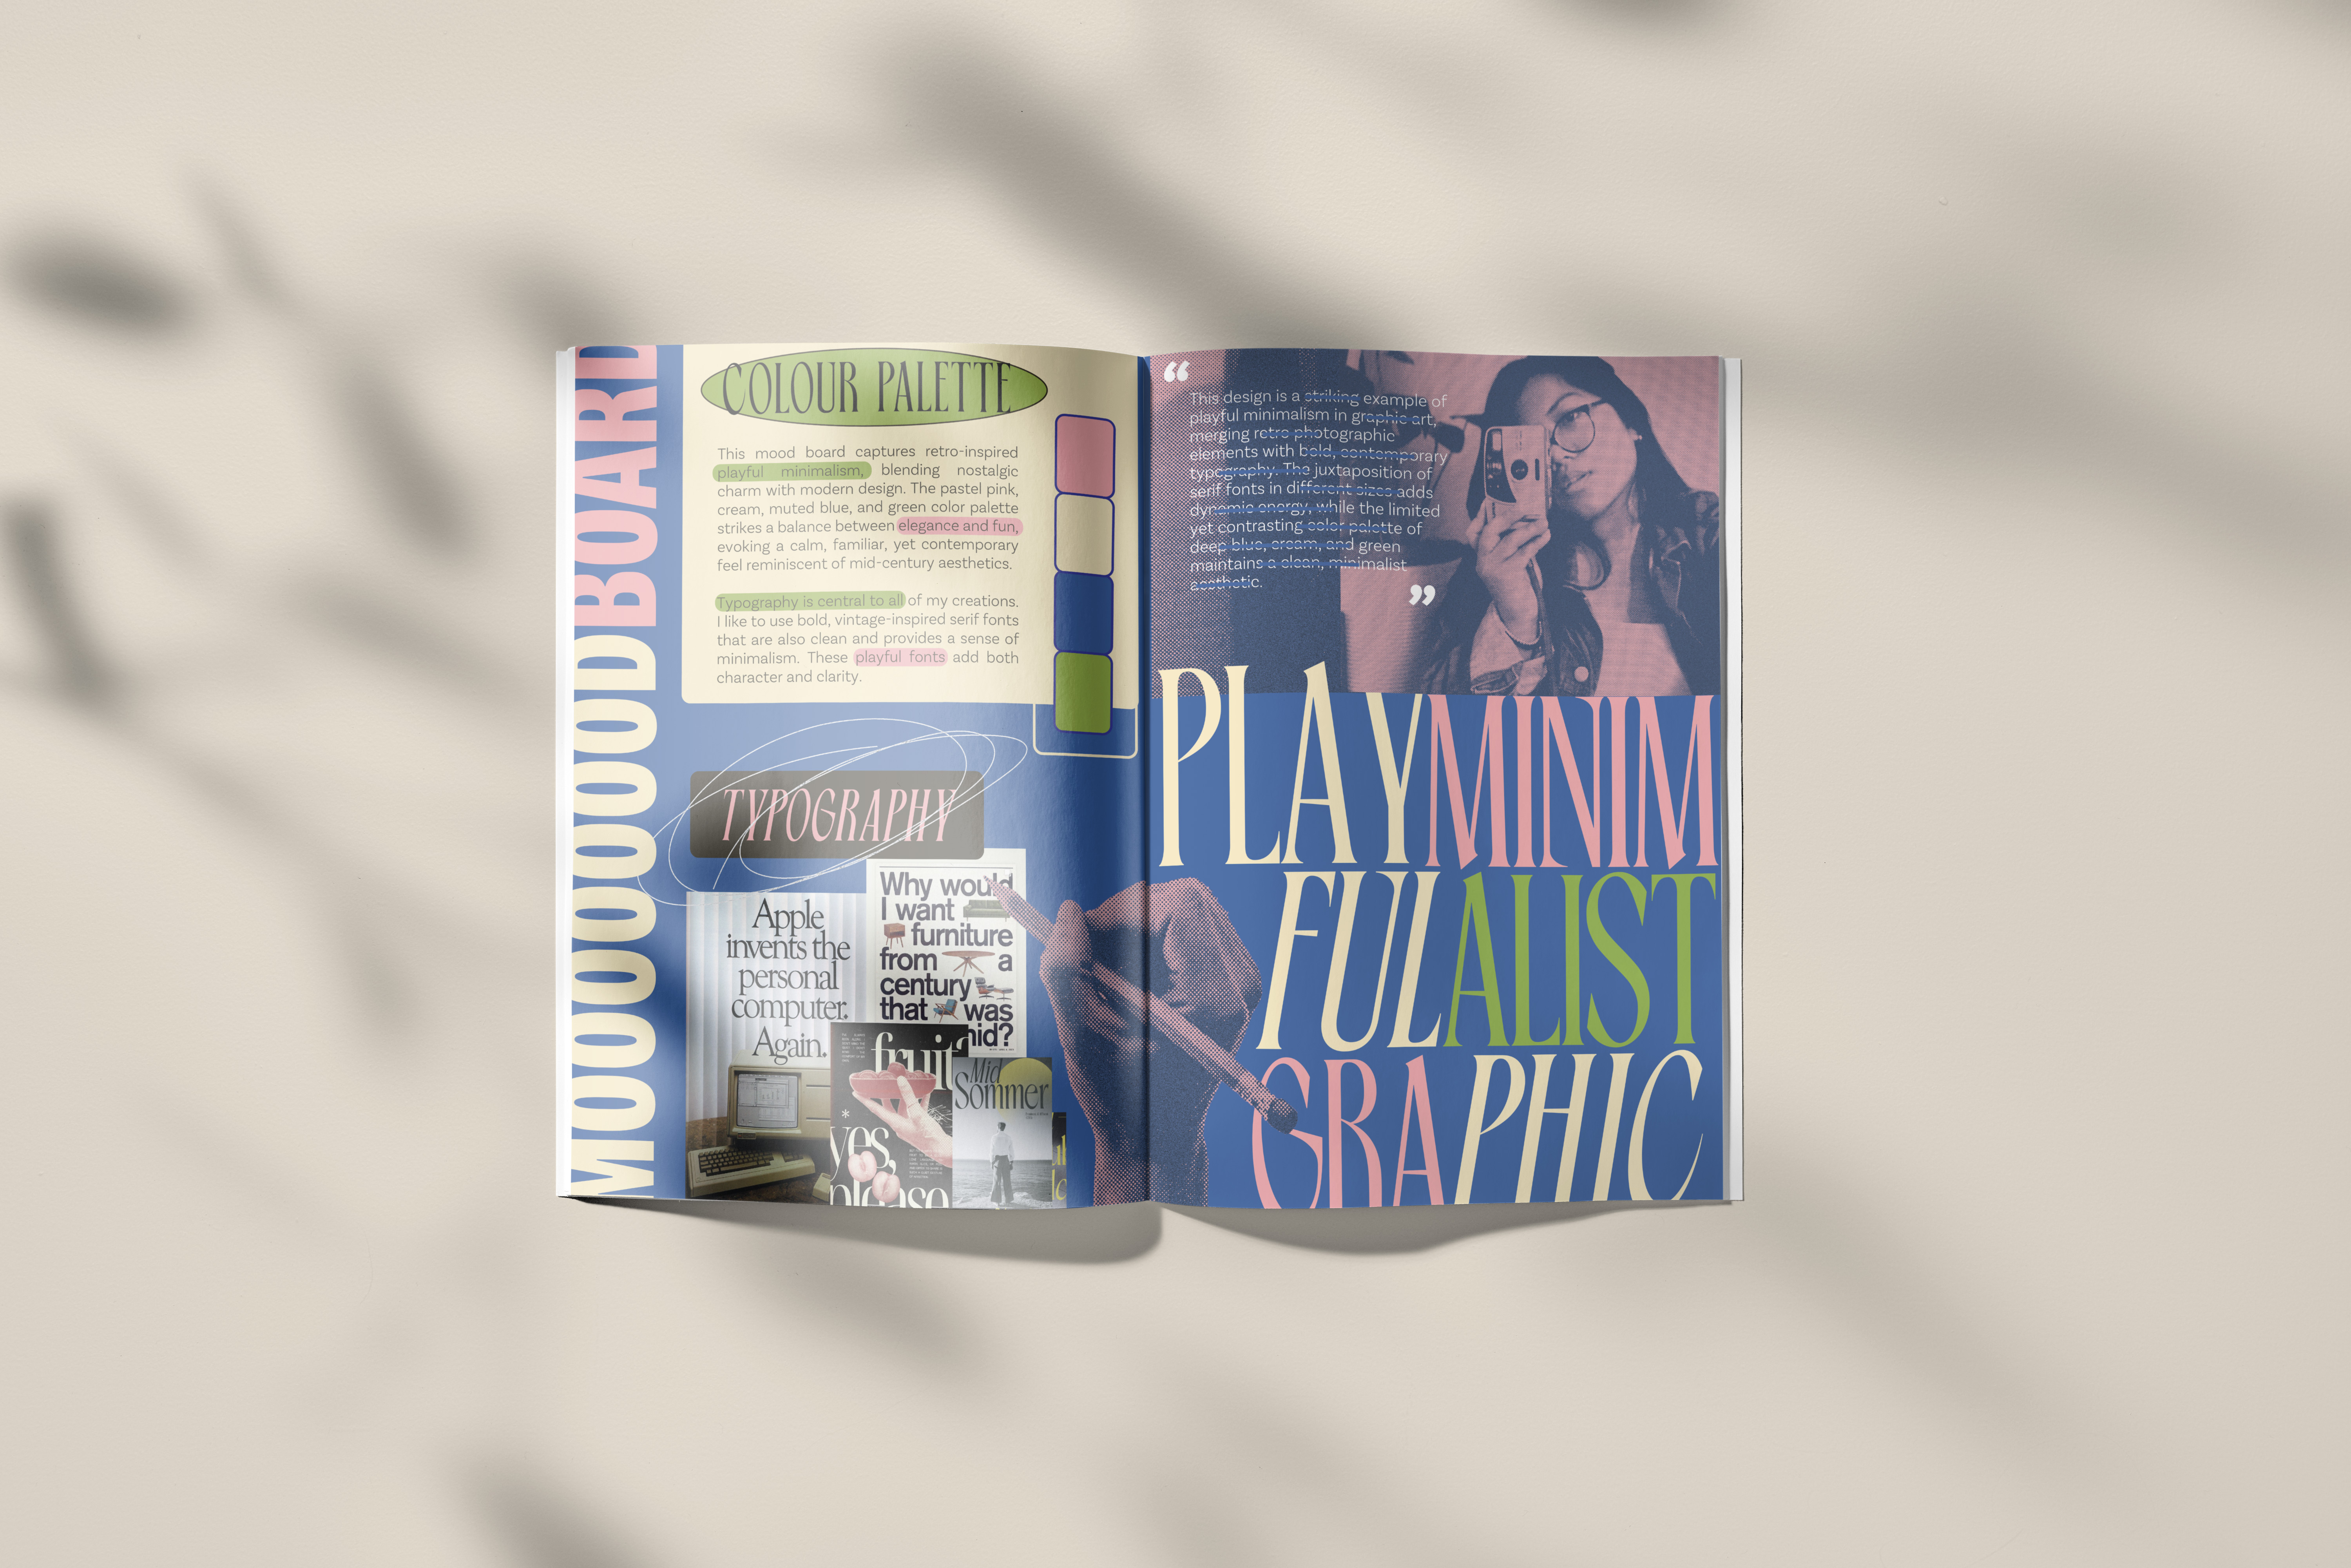 MOOOOOOODBOARD
COLOUR PALETTE
This mood board captures retro-inspired
playful minimalism, blending nostalgic
charm with modern design. The pastel pink,
cream, muted blue, and green color palette
strikes a balance between elegance and fun,
evoking a calm, familiar, yet contemporary
feel reminiscent of mid-century aesthetics.
Typography is central to all of my creations.
I like to use bold, vintage-inspired serif fonts
that are also clean and provides a sense of
minimalism. These playful fonts add both
character and clarity.
TYPOGRAPHY
Apple
invents the
personal
computer.
Again.
Why would
I want
furniture
from a
century
that was
hid?
fruit
yes,
please
Mid
Sommer
“
This design is a striking example of
playful minimalism in graphic art,
merging retro photographic
elements with bold, contemporary
typography. The juxtaposition of
serif fonts in different sizes adds
dynamic energy, while the limited
yet contrasting color palette of
deep blue, cream, and green
maintains a clean, minimalist
aesthetic.
”
PLAYMINIM
FULALIST
GRAPHIC